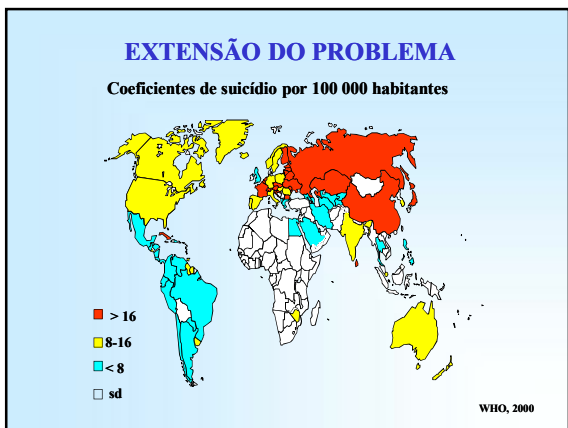 EXTENSÃO DO PROBLEMA
Coeficientes de suicídio por 100 000 habitantes
> 16
8-16
< 8
sd
WHO, 2000